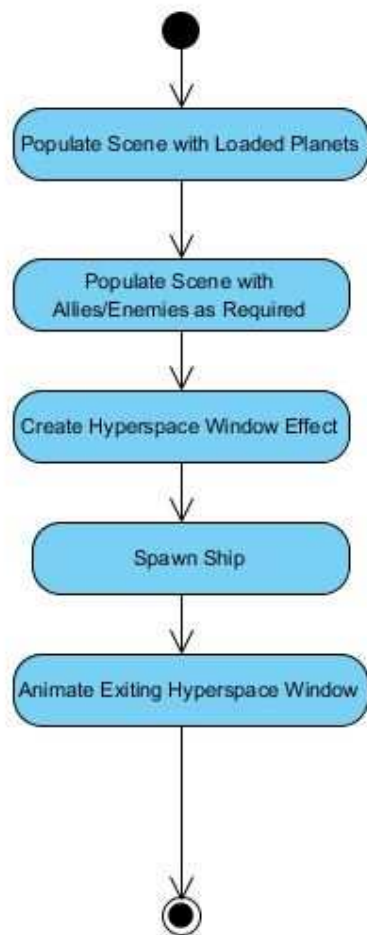 Populate Scene with Loaded Planets
Populate Scene with
Allies/Enemies as Required
Create Hyperspace Window Effect
Spawn Ship
Animate Exiting Hyperspace Window